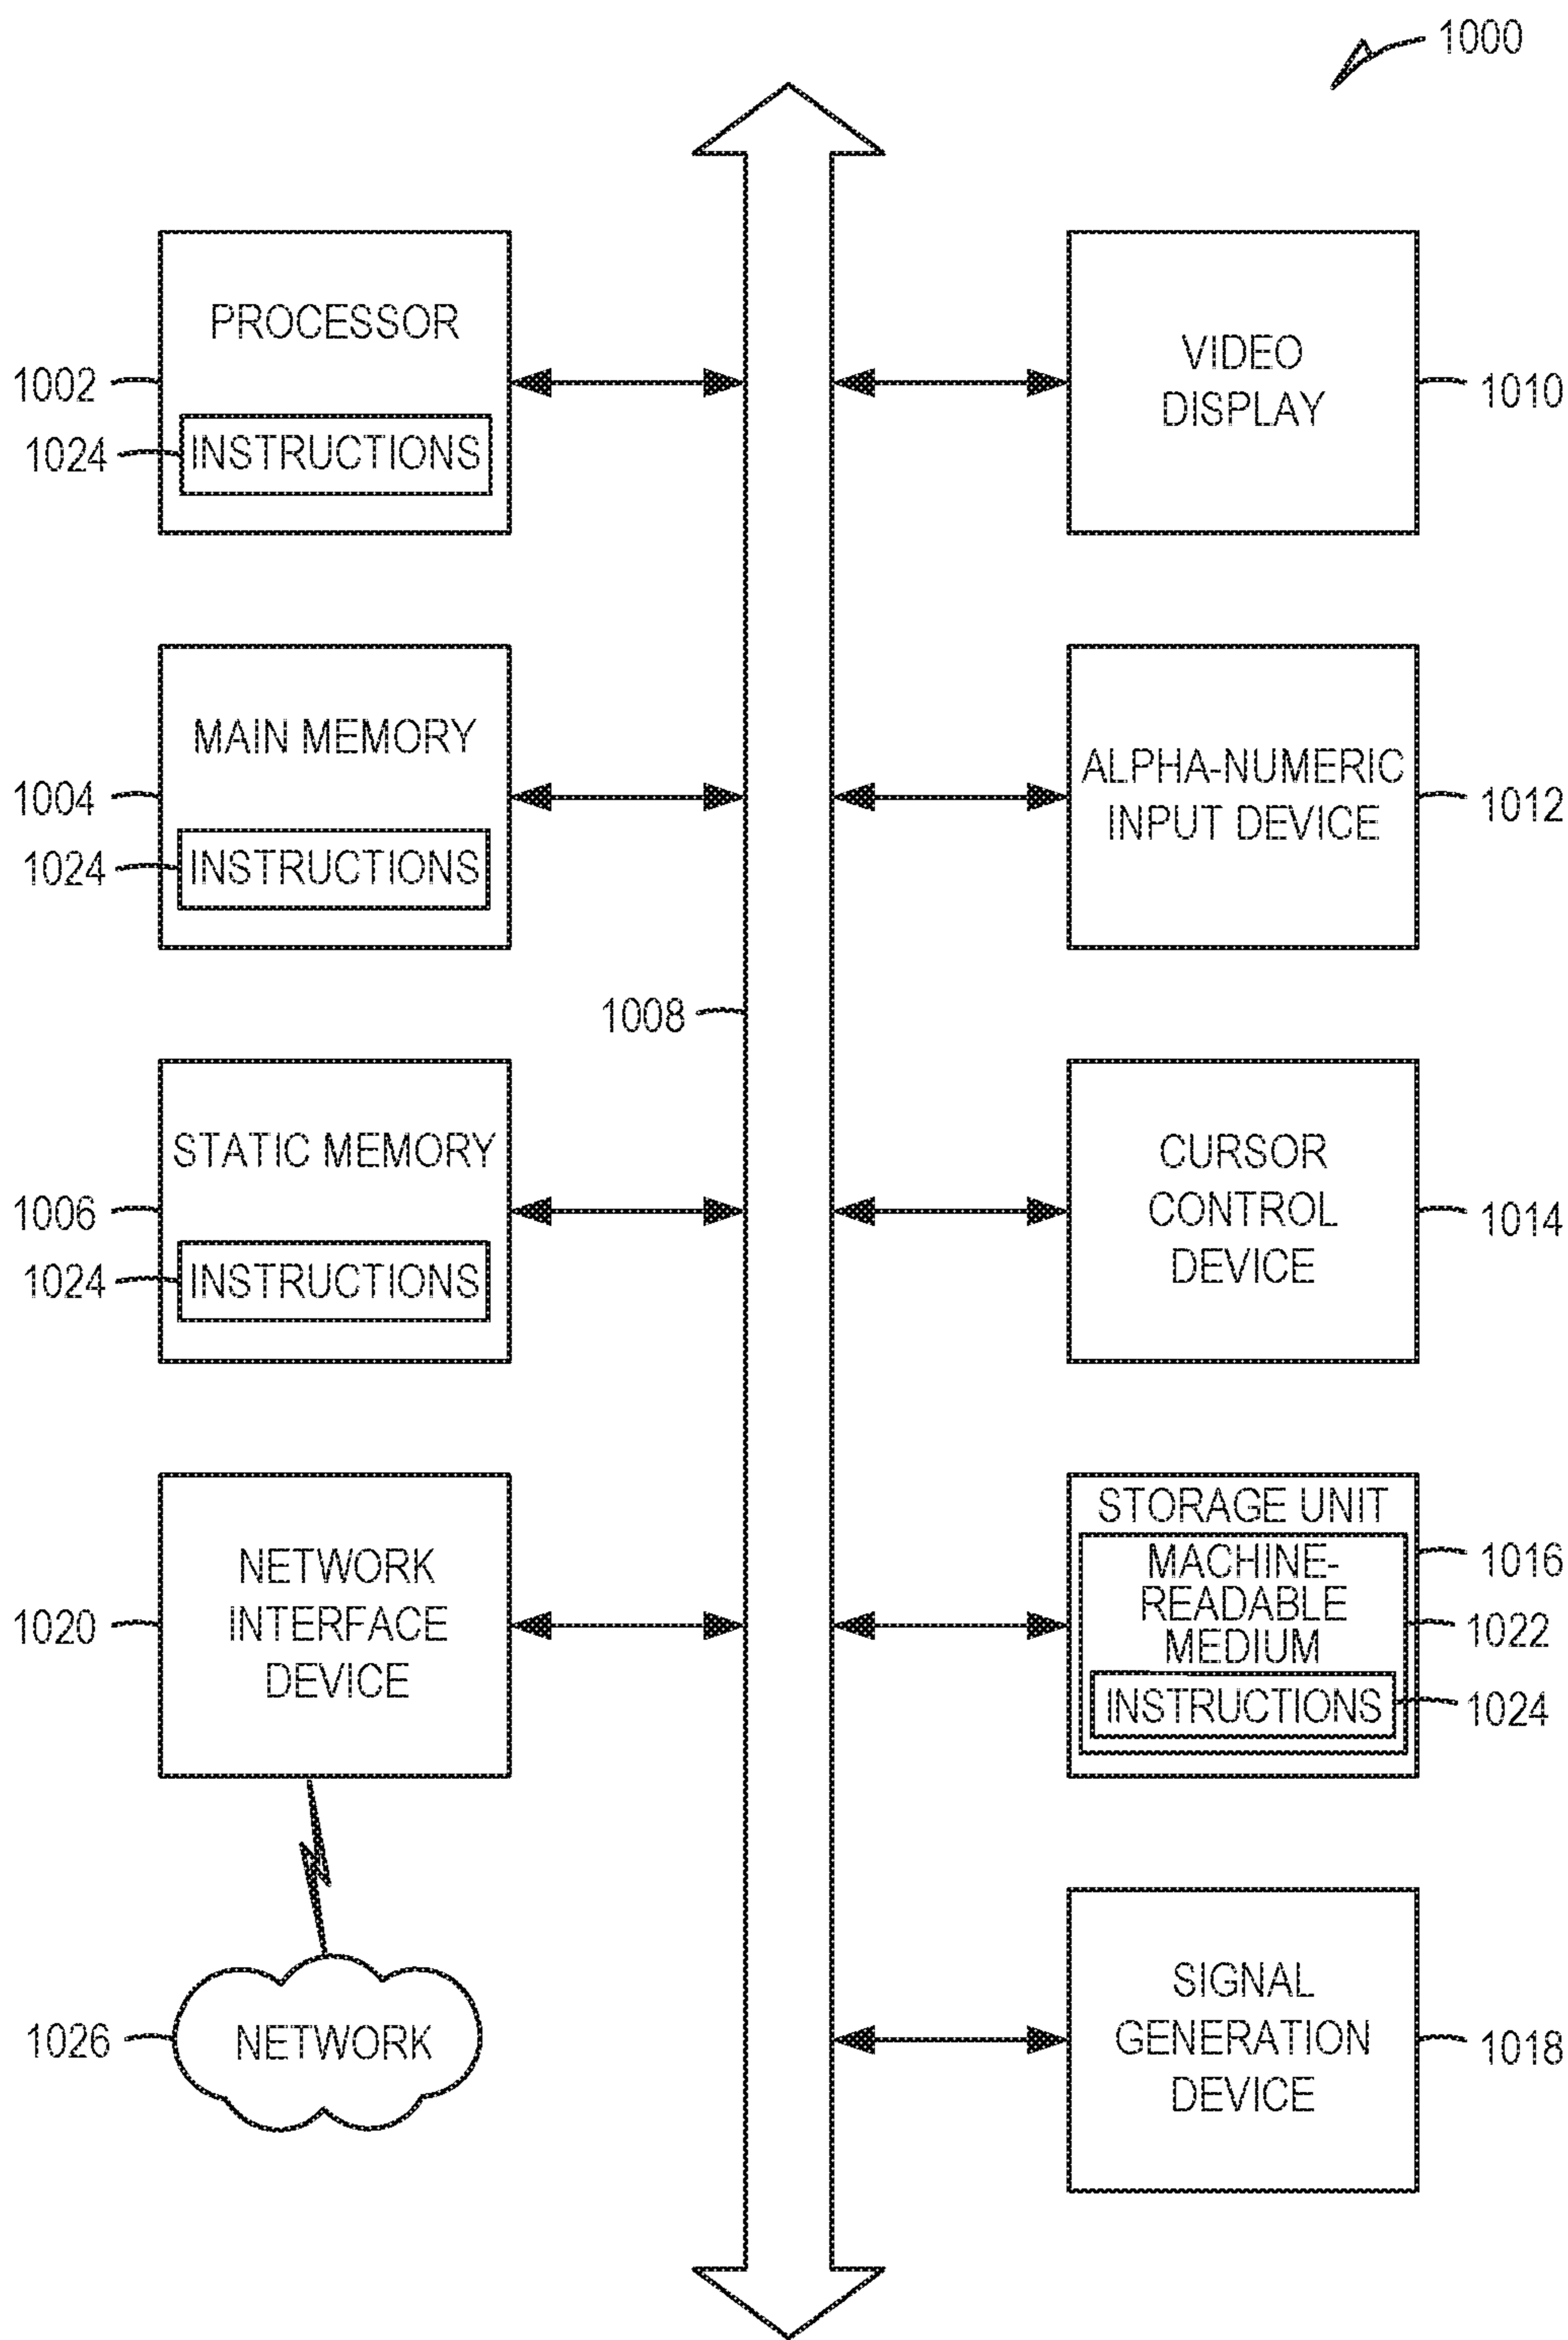 1000
PROCESSOR
1002
1024
INSTRUCTIONS
VIDEO
DISPLAY
1010
MAIN MEMORY
1004
1024
INSTRUCTIONS
ALPHA-NUMERIC
INPUT DEVICE
1012
1008
STATIC MEMORY
1006
1024
INSTRUCTIONS
CURSOR
CONTROL
DEVICE
1014
NETWORK
INTERFACE
DEVICE
1020
STORAGE UNIT
1016
MACHINE-
READABLE
MEDIUM
1022
INSTRUCTIONS
1024
1026
NETWORK
SIGNAL
GENERATION
DEVICE
1018